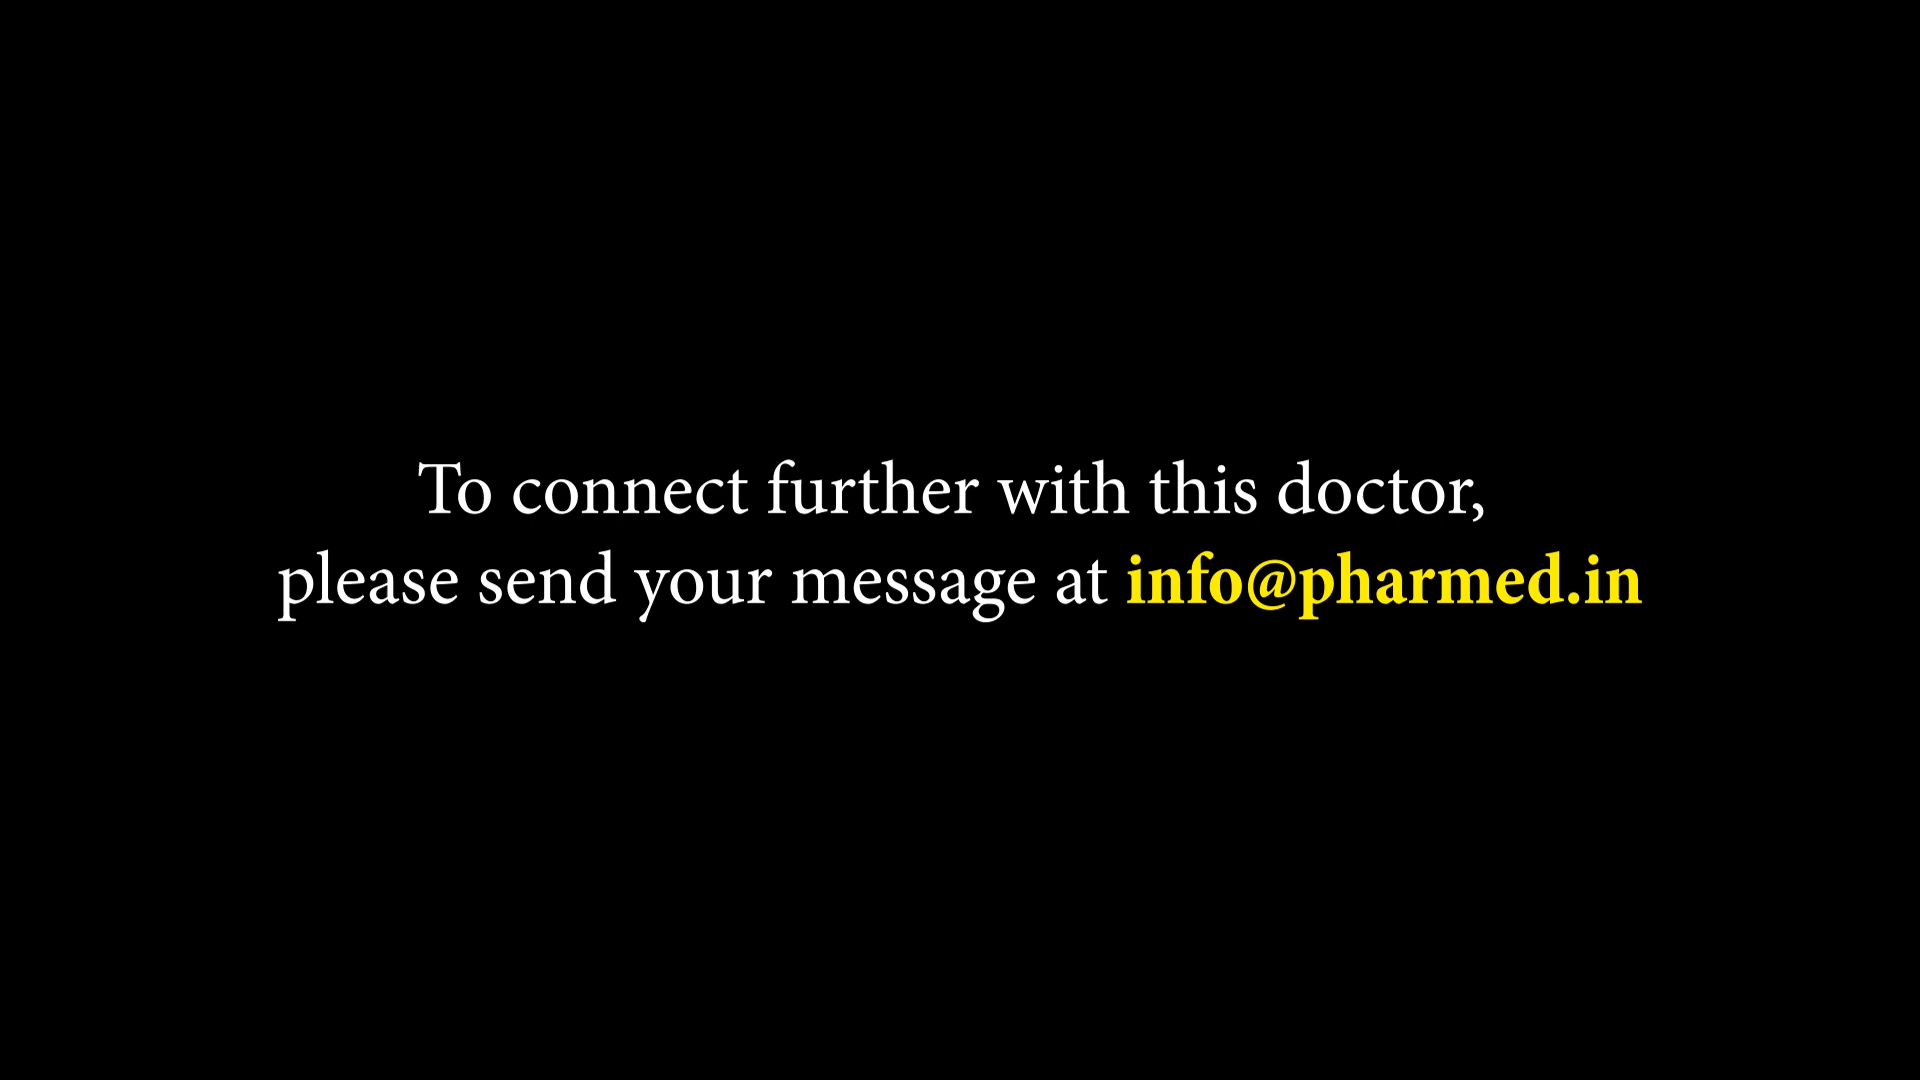 To connect further with this doctor,
please send your message at info@pharmed.in